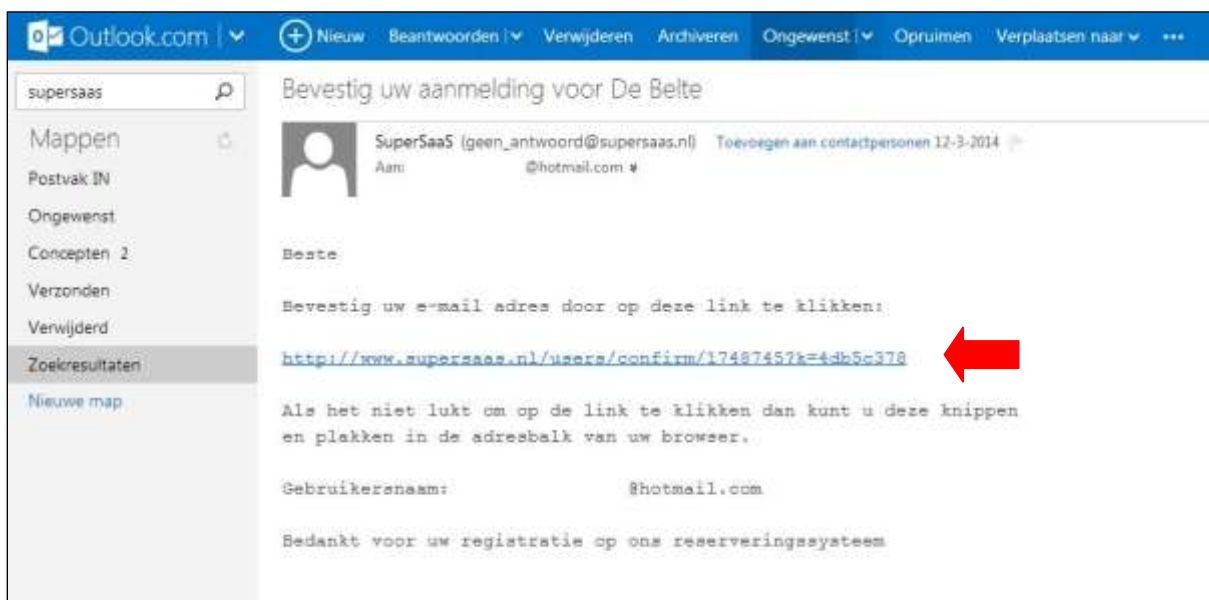 Outlook.com
Nieuw Beantwoorden Verwijderen Archiveren Ongewenst Opruimen Verplaatsen naar •••
supersaas
Mappen
Postvak IN
Ongewenst
Concepten 2
Verzonden
Verwijderd
Zoekresultaten
Nieuwe map
Bevestig uw aanmelding voor De Belte
SuperSaaS (geen_antwoord@supersaas.nl) Toevoegen aan contactpersonen 12-3-2014
Aan: @hotmail.com
Beste
Bevestig uw e-mail adres door op deze link te klikken:
http://www.supersaas.nl/users/confirm/1748745?k=4db5c378
Als het niet lukt om op de link te klikken dan kunt u deze knippen
en plakken in de adresbalk van uw browser.
Gebruikersnaam: @hotmail.com
Bedankt voor uw registratie op ons reserveringssysteem